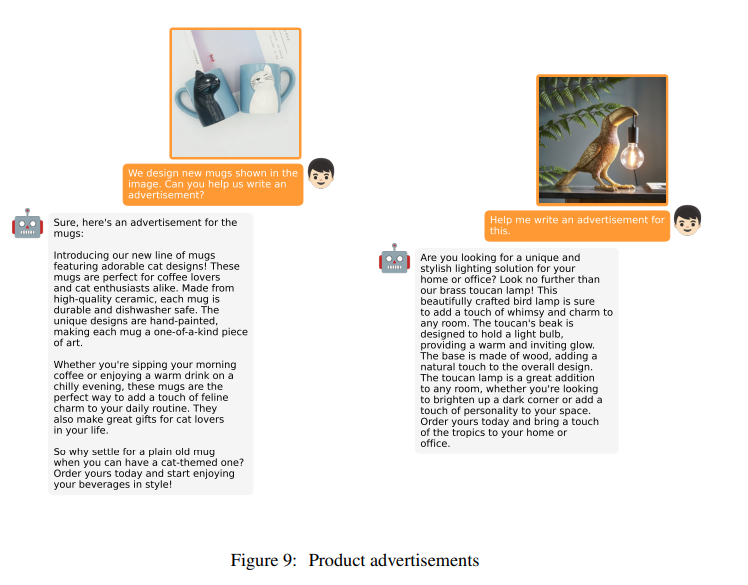 We design new mugs shown in the
image. Can you help us write an
advertisement?
Sure, here's an advertisement for the
mugs:
Introducing our new line of mugs
featuring adorable cat designs! These
mugs are perfect for coffee lovers
and cat enthusiasts alike. Made from
high-quality ceramic, each mug is
durable and dishwasher safe. The
unique designs are hand-painted,
making each mug a one-of-a-kind piece
of art.
Whether you're sipping your morning
coffee or enjoying a warm drink on a
chilly evening, these mugs are the
perfect way to add a touch of feline
charm to your daily routine. They
also make great gifts for cat lovers
in your life.
So why settle for a plain old mug
when you can have a cat-themed one?
Order yours today and start enjoying
your beverages in style!
Help me write an advertisement for
this.
Are you looking for a unique and
stylish lighting solution for your
home or office? Look no further than
our brass toucan lamp! This
beautifully crafted bird lamp is sure
to add a touch of whimsy and charm to
any room. The toucan's beak is
designed to hold a light bulb,
providing a warm and inviting glow.
The base is made of wood, adding a
natural touch to the overall design.
The toucan lamp is a great addition
to any room, whether you're looking
to brighten up a dark corner or add a
touch of personality to your space.
Order yours today and bring a touch
of the tropics to your home or
office.
Figure 9: Product advertisements